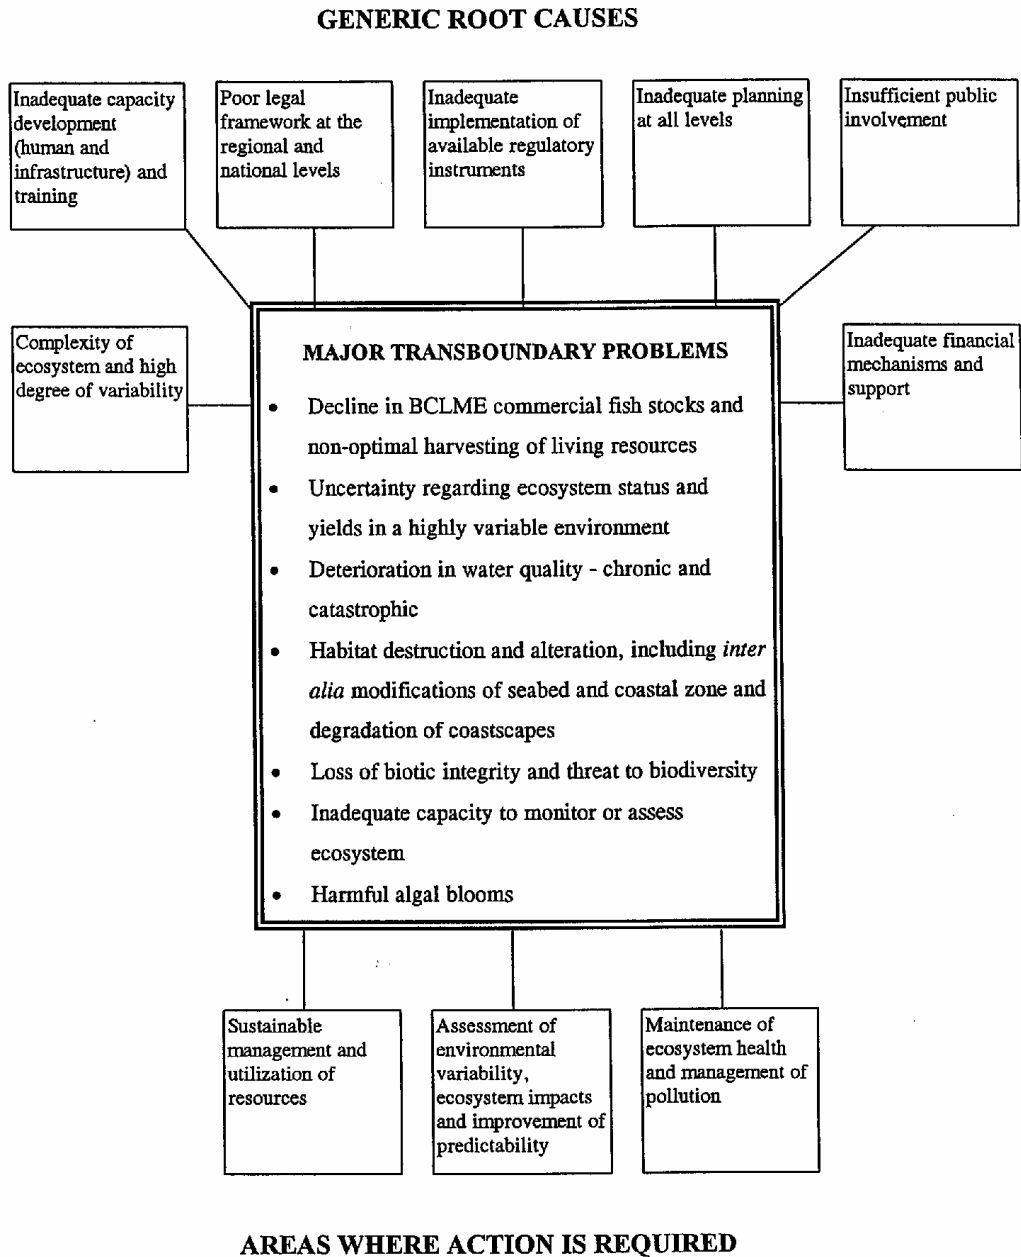 GENERIC ROOT CAUSES
Inadequate capacity
development
(human and
infrastructure) and
training
Poor legal
framework at the
regional and
national levels
Inadequate
implementation of
available regulatory
instruments
Inadequate planning
at all levels
Insufficient public
involvement
Complexity of
ecosystem and high
degree of variability
Inadequate financial
mechanisms and
support
MAJOR TRANSBOUNDARY PROBLEMS
• Decline in BCLME commercial fish stocks and
non-optimal harvesting of living resources
• Uncertainty regarding ecosystem status and
yields in a highly variable environment
• Deterioration in water quality - chronic and
catastrophic
• Habitat destruction and alteration, including inter
alia modifications of seabed and coastal zone and
degradation of coastscapes
• Loss of biotic integrity and threat to biodiversity
• Inadequate capacity to monitor or assess
ecosystem
• Harmful algal blooms
Sustainable
management and
utilization of
resources
Assessment of
environmental
variability,
ecosystem impacts
and improvement of
predictability
Maintenance of
ecosystem health
and management of
pollution
AREAS WHERE ACTION IS REQUIRED